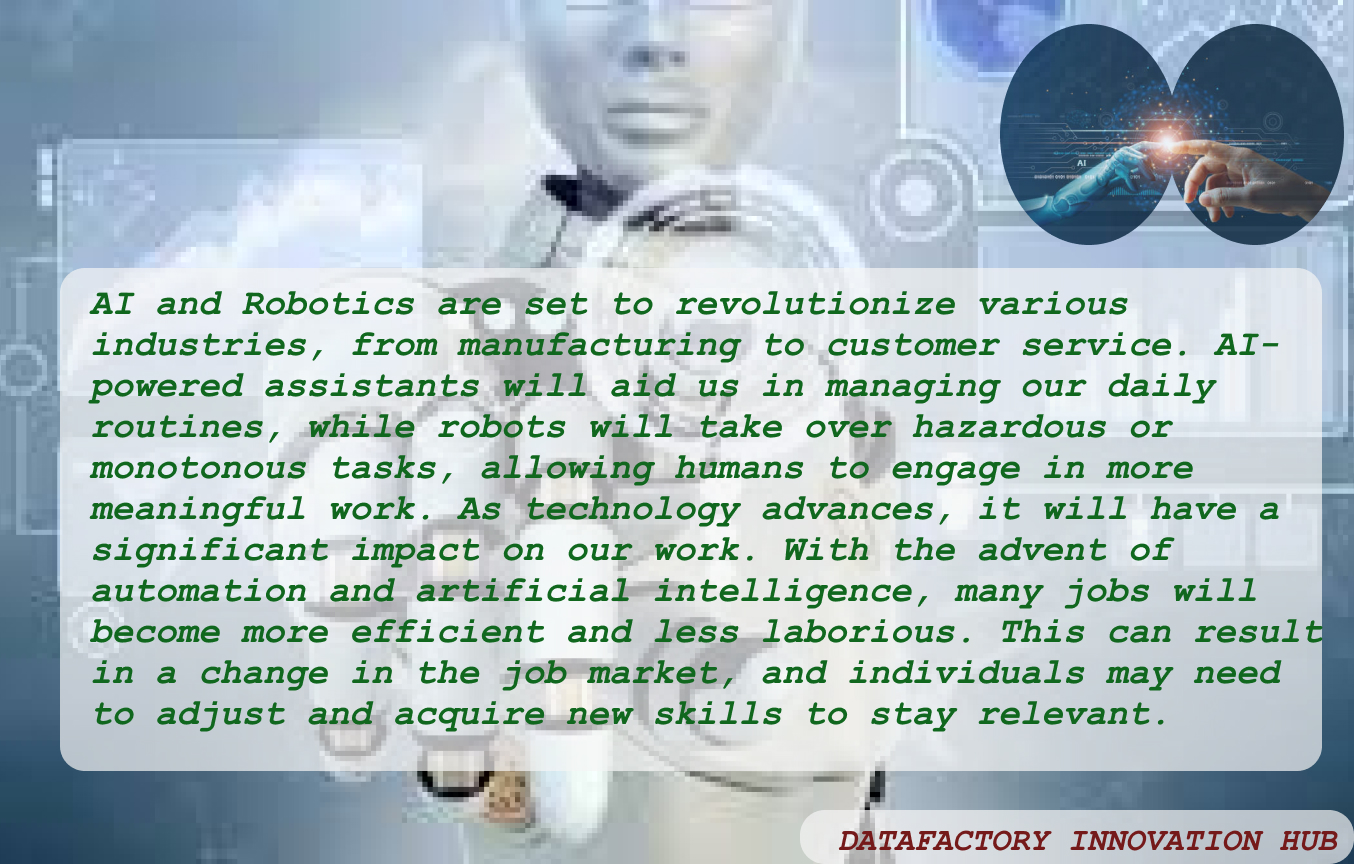 AI
AI and Robotics are set to revolutionize various
industries, from manufacturing to customer service. AI-
powered assistants will aid us in managing our daily
routines, while robots will take over hazardous or
monotonous tasks, allowing humans to engage in more
meaningful work. As technology advances, it will have a
significant impact on our work. With the advent of
automation and artificial intelligence, many jobs will
become more efficient and less laborious. This can result
in a change in the job market, and individuals may need
to adjust and acquire new skills to stay relevant.
DATAFACTORY INNOVATION HUB